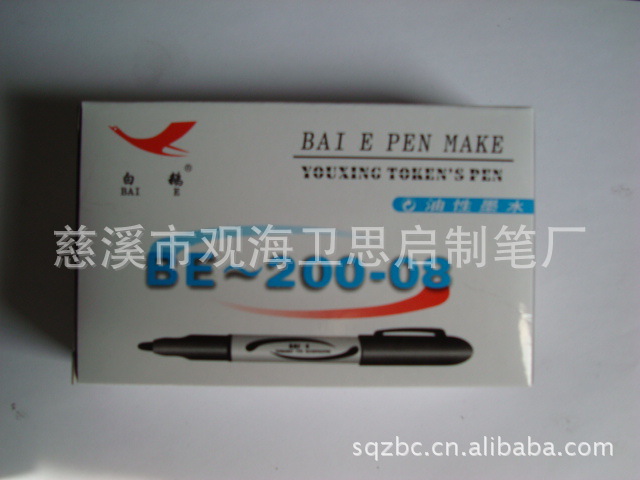 BAI E PEN MAKE
YOUXING TOKEN'S PEN
白 鹅 ®
BAI E
油性墨水
慈溪市观海卫思启制笔厂
BE~200-08
sqzbc.cn.alibaba.com